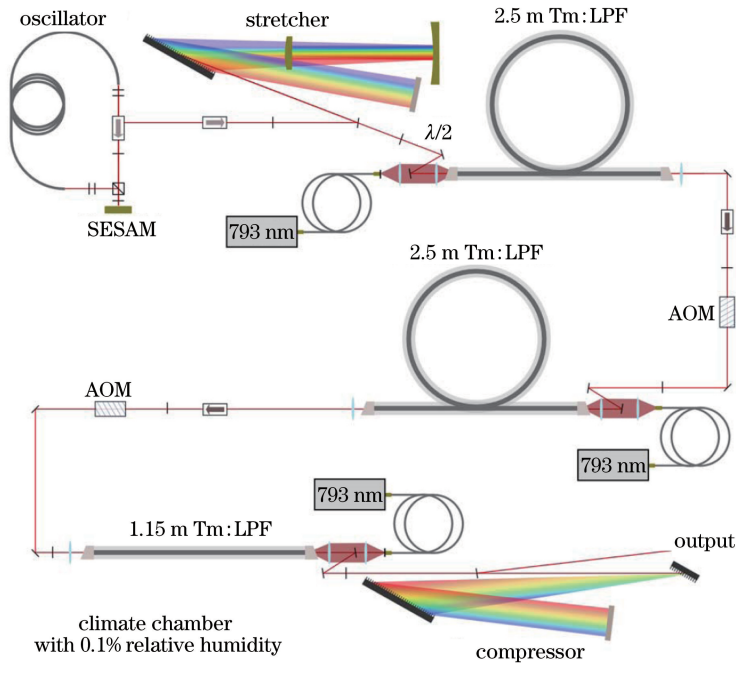 oscillator
stretcher
2.5 m Tm:LPF
λ/2
SESAM
793 nm
2.5 m Tm:LPF
AOM
AOM
793 nm
793 nm
1.15 m Tm:LPF
output
climate chamber
with 0.1% relative humidity
compressor